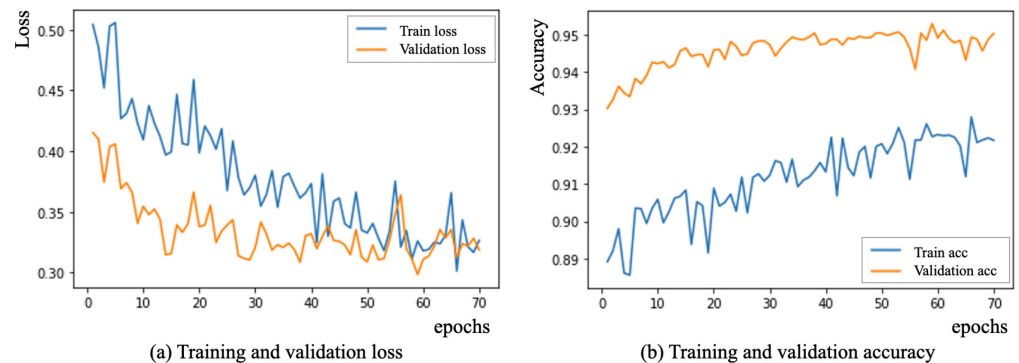 Loss
0.50
0.45
0.40
0.35
0.30
Train loss
Validation loss
0 10 20 30 40 50 60 70
epochs
(a) Training and validation loss
Accuracy
0.95
0.94
0.93
0.92
0.91
0.90
0.89
Train acc
Validation acc
0 10 20 30 40 50 60 70
epochs
(b) Training and validation accuracy